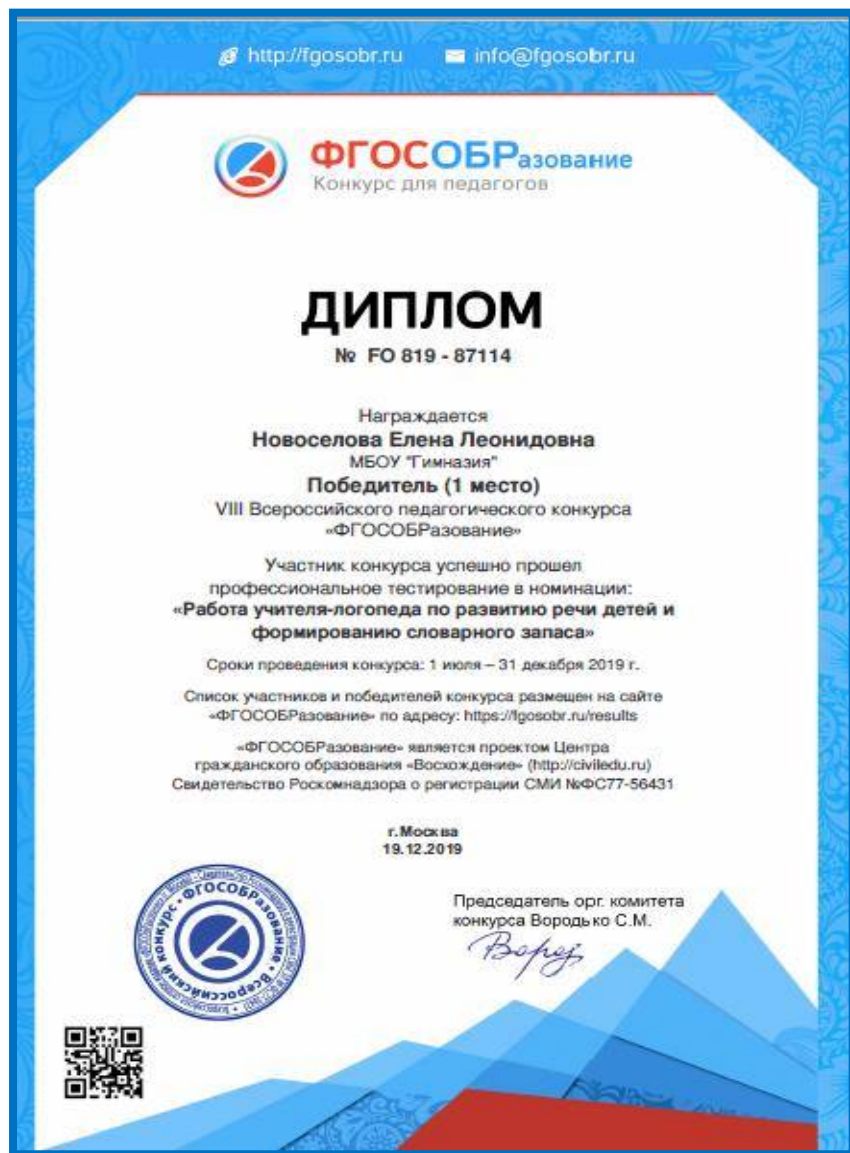 http://fgosobr.ru info@fgosobr.ru
ФГОСОБРазование
Конкурс для педагогов
ДИПЛОМ
№ FO 819 - 87114
Награждается
Новоселова Елена Леонидовна
МБОУ "Гимназия"
Победитель (1 место)
VIII Всероссийского педагогического конкурса
«ФГОСОБРазование»
Участник конкурса успешно прошел
профессиональное тестирование в номинации:
«Работа учителя-логопеда по развитию речи детей и
формированию словарного запаса»
Сроки проведения конкурса: 1 июля – 31 декабря 2019 г.
Список участников и победителей конкурса размещен на сайте
«ФГОСОБРазование» по адресу: https://fgosobr.ru/results
«ФГОСОБРазование» является проектом Центра
гражданского образования «Восхождение» (http://civiledu.ru)
Свидетельство Роскомнадзора о регистрации СМИ №ФС77-56431
г.Москва
19.12.2019
Председатель орг. комитета
конкурса Вородько С.М.
ФГОСОБРазование • Всероссийский конкурс •